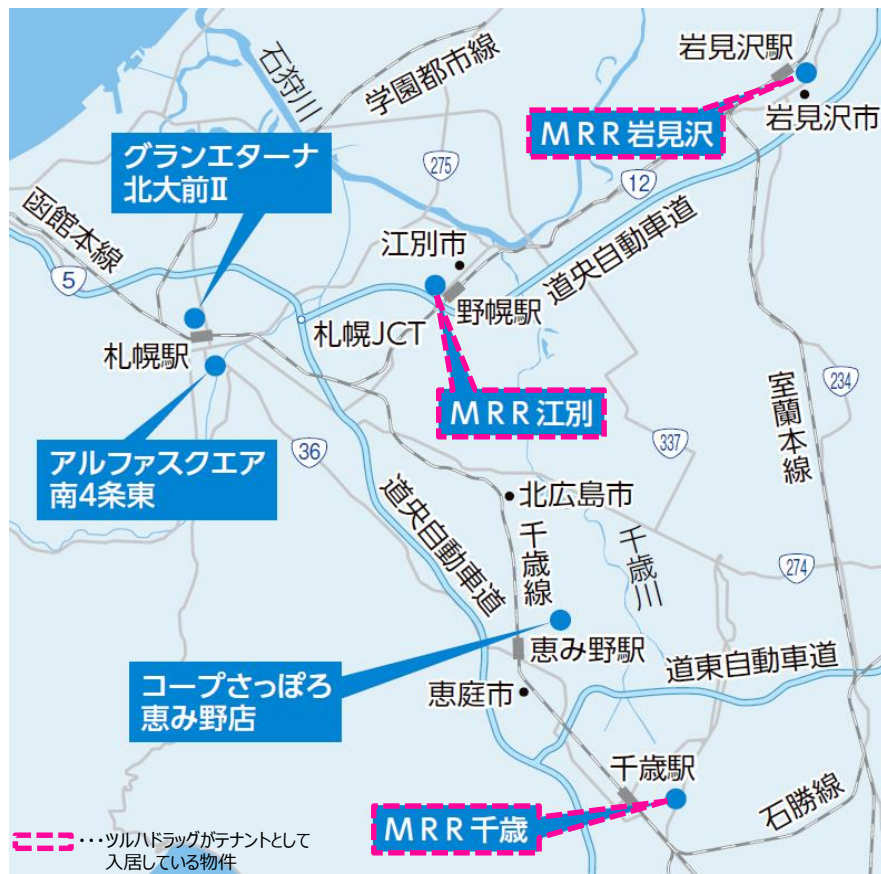 岩見沢駅
岩見沢市
MRR岩見沢
石狩川
学園都市線
275
12
グランエターナ
北大前Ⅱ
函館本線
5
江別市
野幌駅
道央自動車道
札幌駅
札幌JCT
MRR江別
室蘭本線
234
337
アルファスクエア
南4条東
36
道央自動車道
北広島市
千歳線
千歳川
274
恵み野駅
道東自動車道
コープさっぽろ
恵み野店
恵庭市
千歳駅
石勝線
MRR千歳
・・・ツルハドラッグがテナントとして
入居している物件